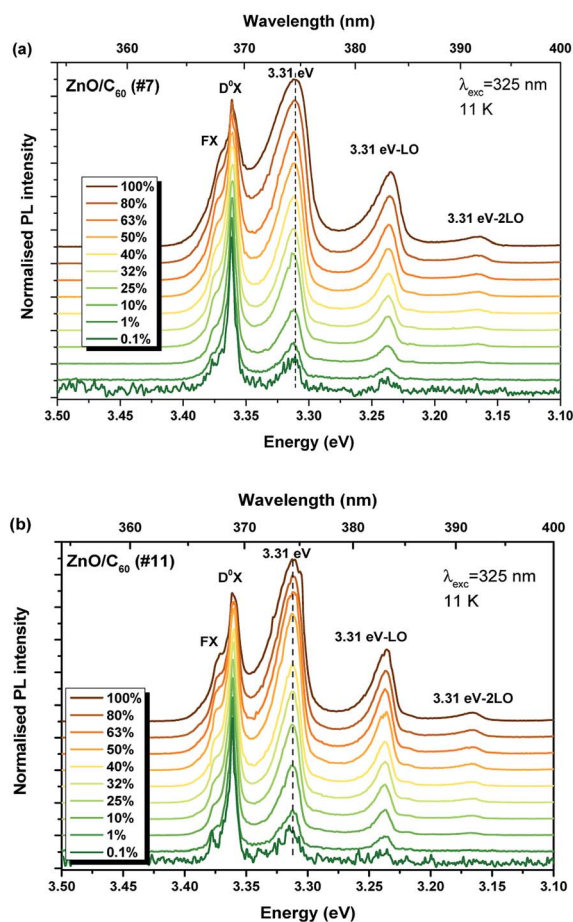 Wavelength (nm)
360 370 380 390 400
(a)
ZnO/C60 (#7)
3.31 eV
λexc=325 nm
11 K
D0X
FX
3.31 eV-LO
3.31 eV-2LO
100%
80%
63%
50%
40%
32%
25%
10%
1%
0.1%
Normalised PL intensity
3.50 3.45 3.40 3.35 3.30 3.25 3.20 3.15 3.10
Energy (eV)
Wavelength (nm)
360 370 380 390 400
(b)
ZnO/C60 (#11)
3.31 eV
λexc=325 nm
11 K
D0X
FX
3.31 eV-LO
3.31 eV-2LO
100%
80%
63%
50%
40%
32%
25%
10%
1%
0.1%
Normalised PL intensity
3.50 3.45 3.40 3.35 3.30 3.25 3.20 3.15 3.10
Energy (eV)